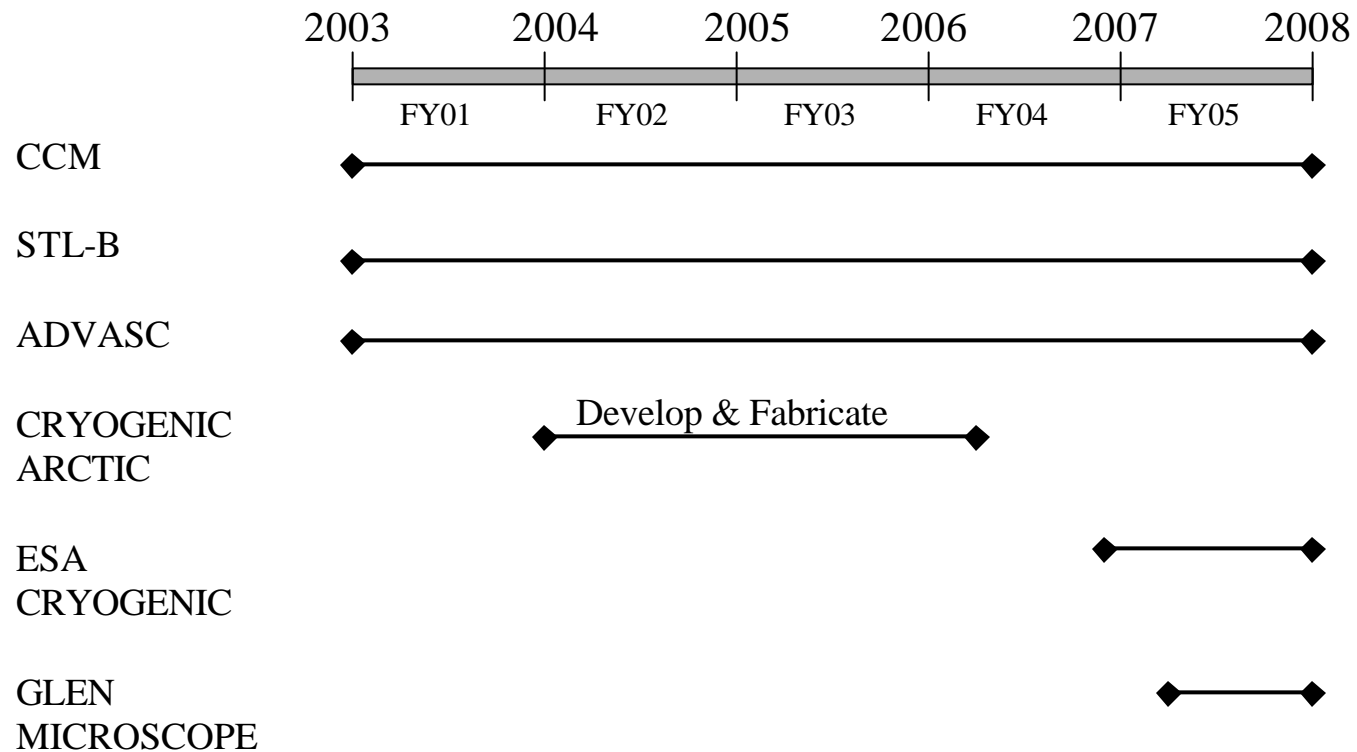 2003 2004 2005 2006 2007 2008
FY01 FY02 FY03 FY04 FY05
CCM
STL-B
ADVASC
Develop & Fabricate
CRYOGENIC
ARCTIC
ESA
CRYOGENIC
GLEN
MICROSCOPE